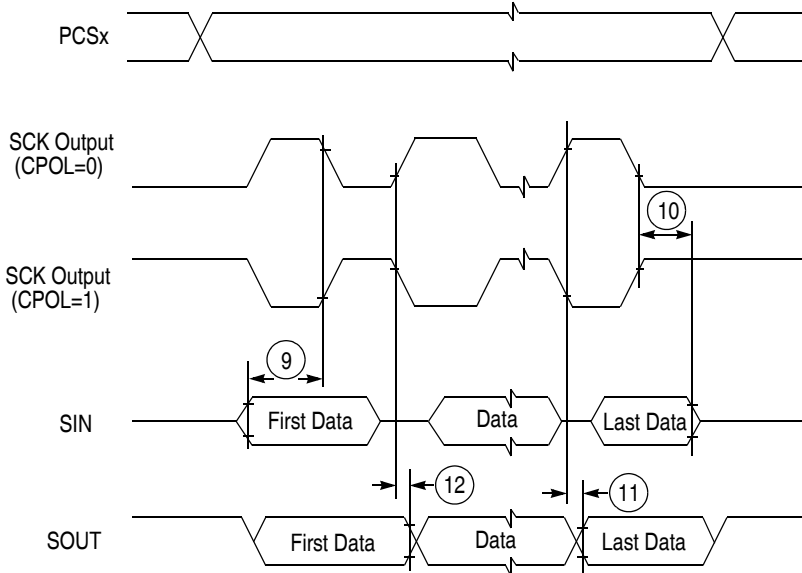 PCSx
SCK Output
(CPOL=0)
10
SCK Output
(CPOL=1)
9
SIN
First Data
Data
Last Data
12
11
SOUT
First Data
Data
Last Data